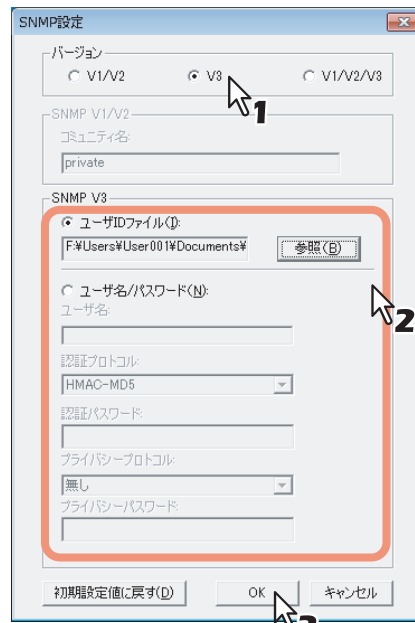 SNMP設定
バージョン
V1/V2 V3 V1/V2/V3
1
SNMP V1/V2
コミュニティ名:
private
SNMP V3
ユーザIDファイル(I):
F:¥Users¥User001¥Documents¥ 参照(B)
ユーザ名/パスワード(N):
2
ユーザ名:
認証プロトコル:
HMAC-MD5
認証パスワード:
プライバシープロトコル:
無し
プライバシーパスワード:
初期設定値に戻す(D) OK キャンセル
3